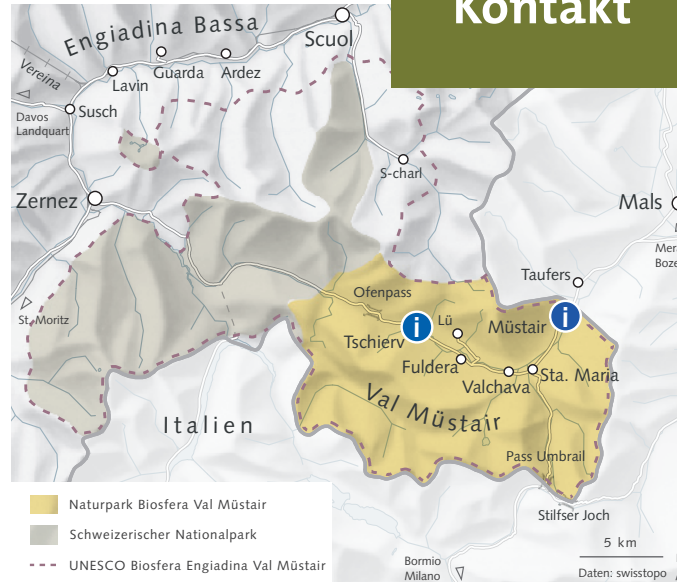 Kontakt
Engiadina Bassa
Scuol
Vereina
Lavin
Guarda
Ardez
Davos
Landquart
Susch
S-charl
Zernez
Mals
Taufers
St. Moritz
Ofenpass
i
Lü
Müstair
i
Tschierv
Fuldera
Valchava
Sta. Maria
Val Müstair
Italien
Pass Umbrail
Stilfser Joch
Naturpark Biosfera Val Müstair
Schweizerischer Nationalpark
UNESCO Biosfera Engiadina Val Müstair
Bormio
Milano
5 km
Daten: swisstopo